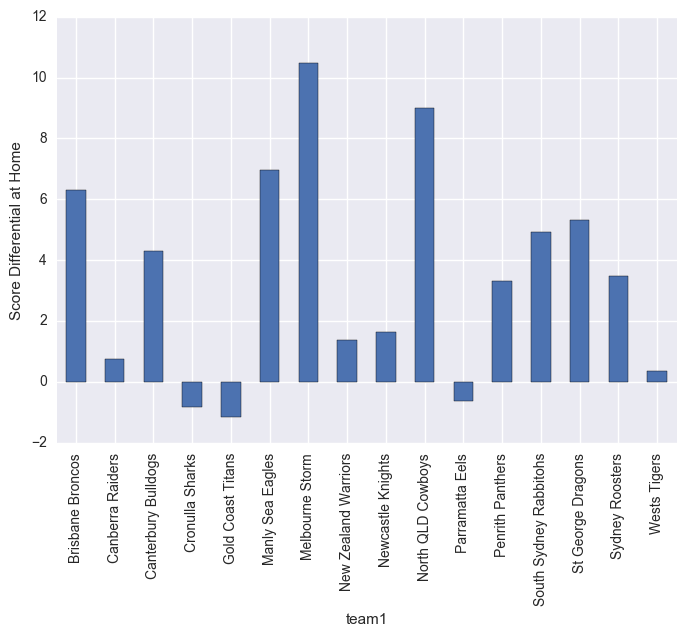 12
10
8
6
4
2
0
−2
Score Differential at Home
Brisbane Broncos
Canberra Raiders
Canterbury Bulldogs
Cronulla Sharks
Gold Coast Titans
Manly Sea Eagles
Melbourne Storm
New Zealand Warriors
Newcastle Knights
North QLD Cowboys
Parramatta Eels
Penrith Panthers
South Sydney Rabbitohs
St George Dragons
Sydney Roosters
Wests Tigers
team1